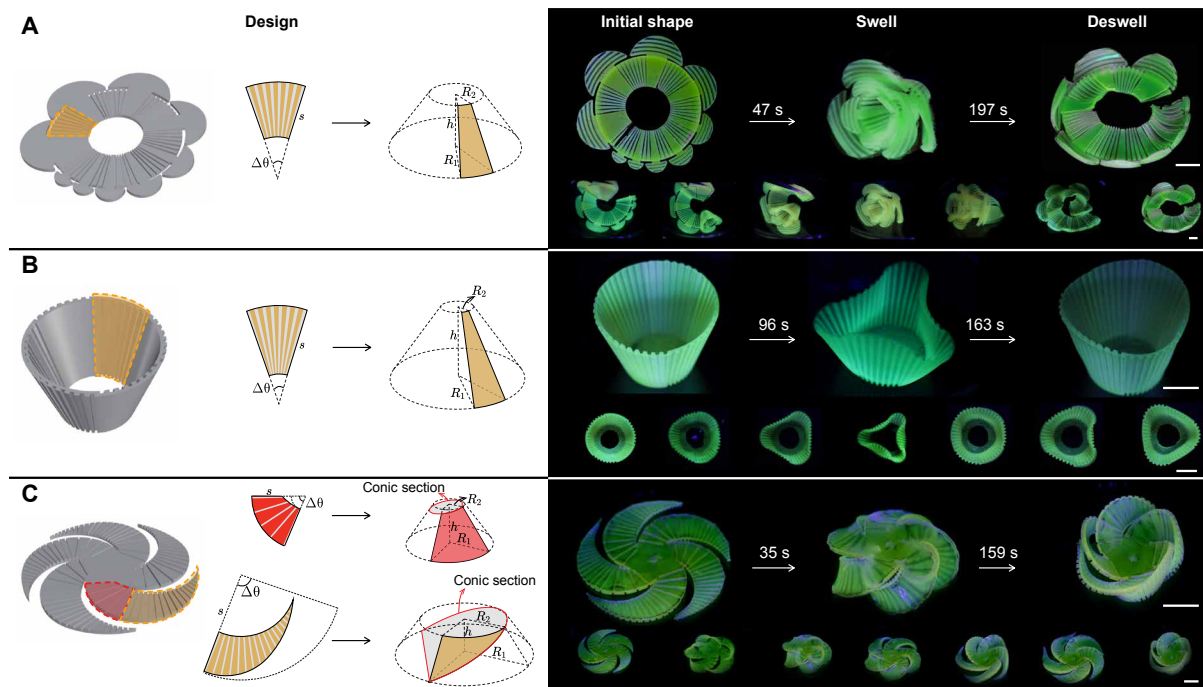 Design
Initial shape
Swell
Deswell
A
s
Δθ
R₂
h
R₁
47 s
197 s
B
s
Δθ
R₂
h
R₁
96 s
163 s
C
s
Δθ
Conic section
R₂
h
R₁
Δθ
s
Conic section
R₂
h
R₁
35 s
159 s